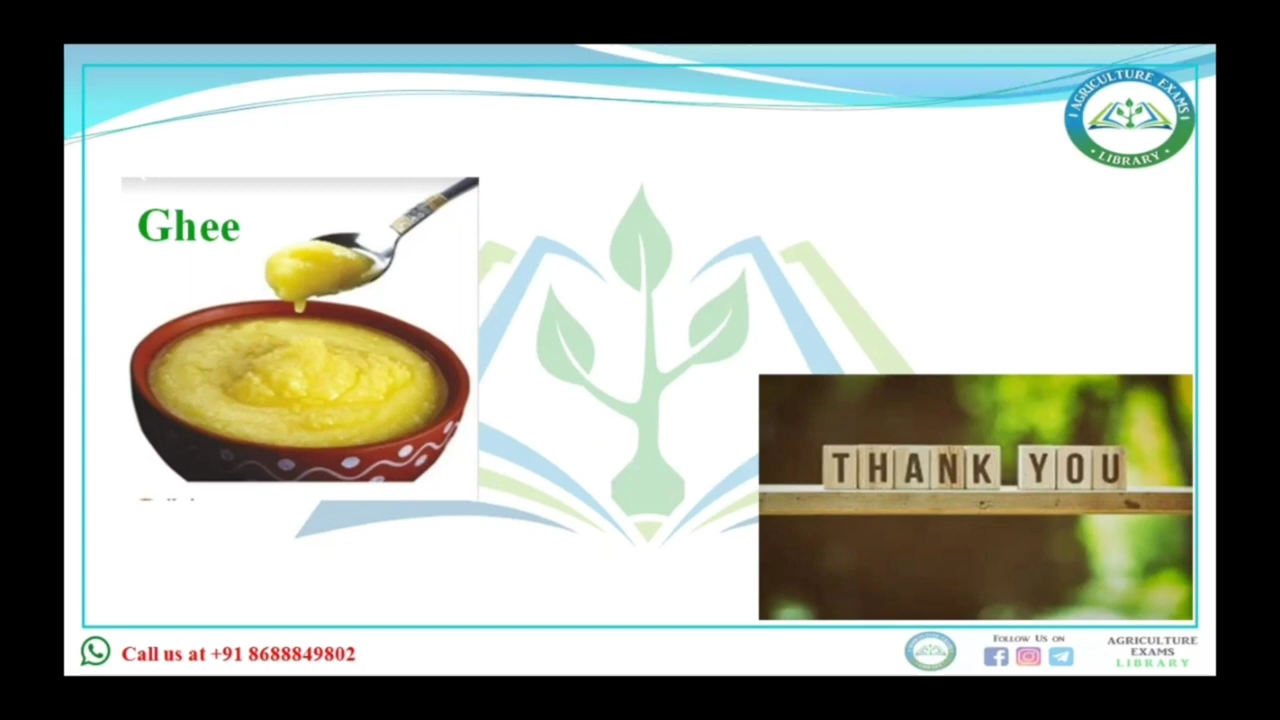 AGRICULTURE EXAMS
LIBRARY
Ghee
THANK YOU
Call us at +91 8688849802
FOLLOW US ON
AGRICULTURE
EXAMS
LIBRARY